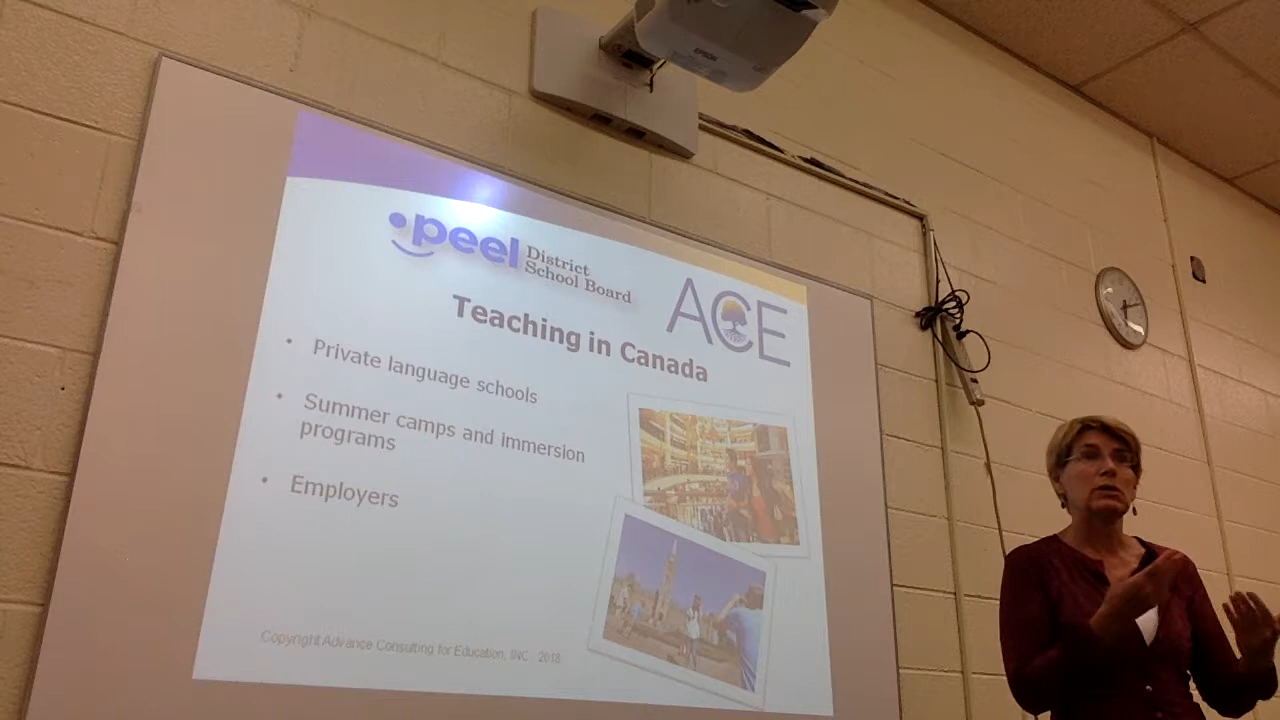 EPSON
peel District
School Board
ACE
Teaching in Canada
• Private language schools
• Summer camps and immersion
programs
• Employers
Copyright Advance Consulting for Education, INC 2018